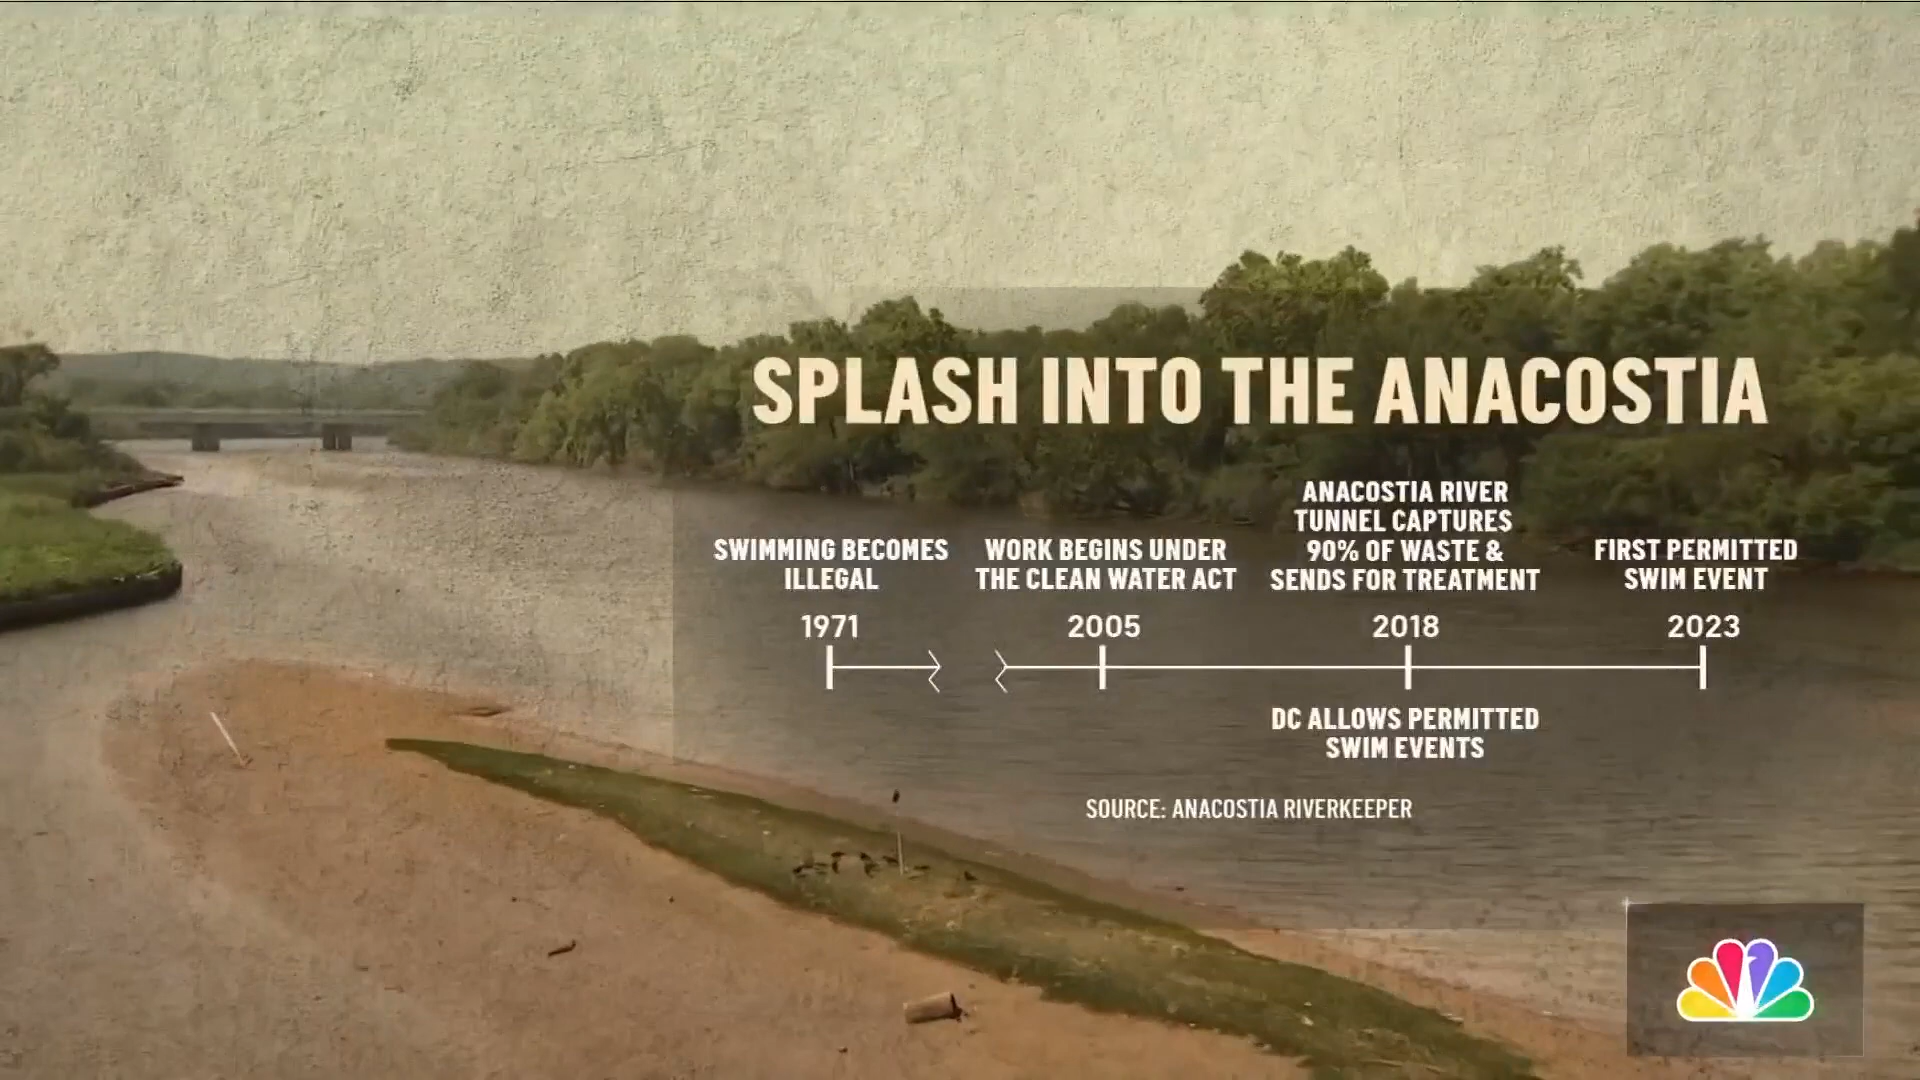 SPLASH INTO THE ANACOSTIA
SWIMMING BECOMES
ILLEGAL
1971
WORK BEGINS UNDER
THE CLEAN WATER ACT
2005
ANACOSTIA RIVER
TUNNEL CAPTURES
90% OF WASTE &
SENDS FOR TREATMENT
2018
DC ALLOWS PERMITTED
SWIM EVENTS
FIRST PERMITTED
SWIM EVENT
2023
SOURCE: ANACOSTIA RIVERKEEPER